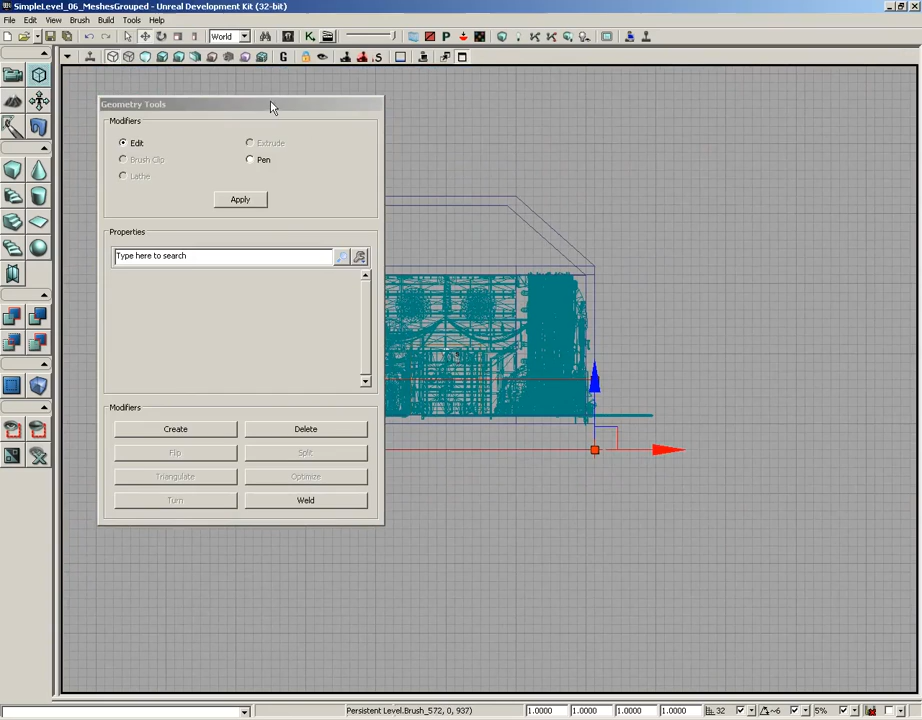 SimpleLevel_06_MeshesGrouped - Unreal Development Kit (32-bit)
File Edit View Brush Build Tools Help
World
P
K
G
S
Geometry Tools
Modifiers
Edit
Extrude
Brush Clip
Pen
Lathe
Apply
Properties
Type here to search
Modifiers
Create
Delete
Flip
Split
Triangulate
Optimize
Turn
Weld
Persistent Level.Brush_572, 0, 937) 1.0000 1.0000 1.0000 1.0000 32 ~6 5%